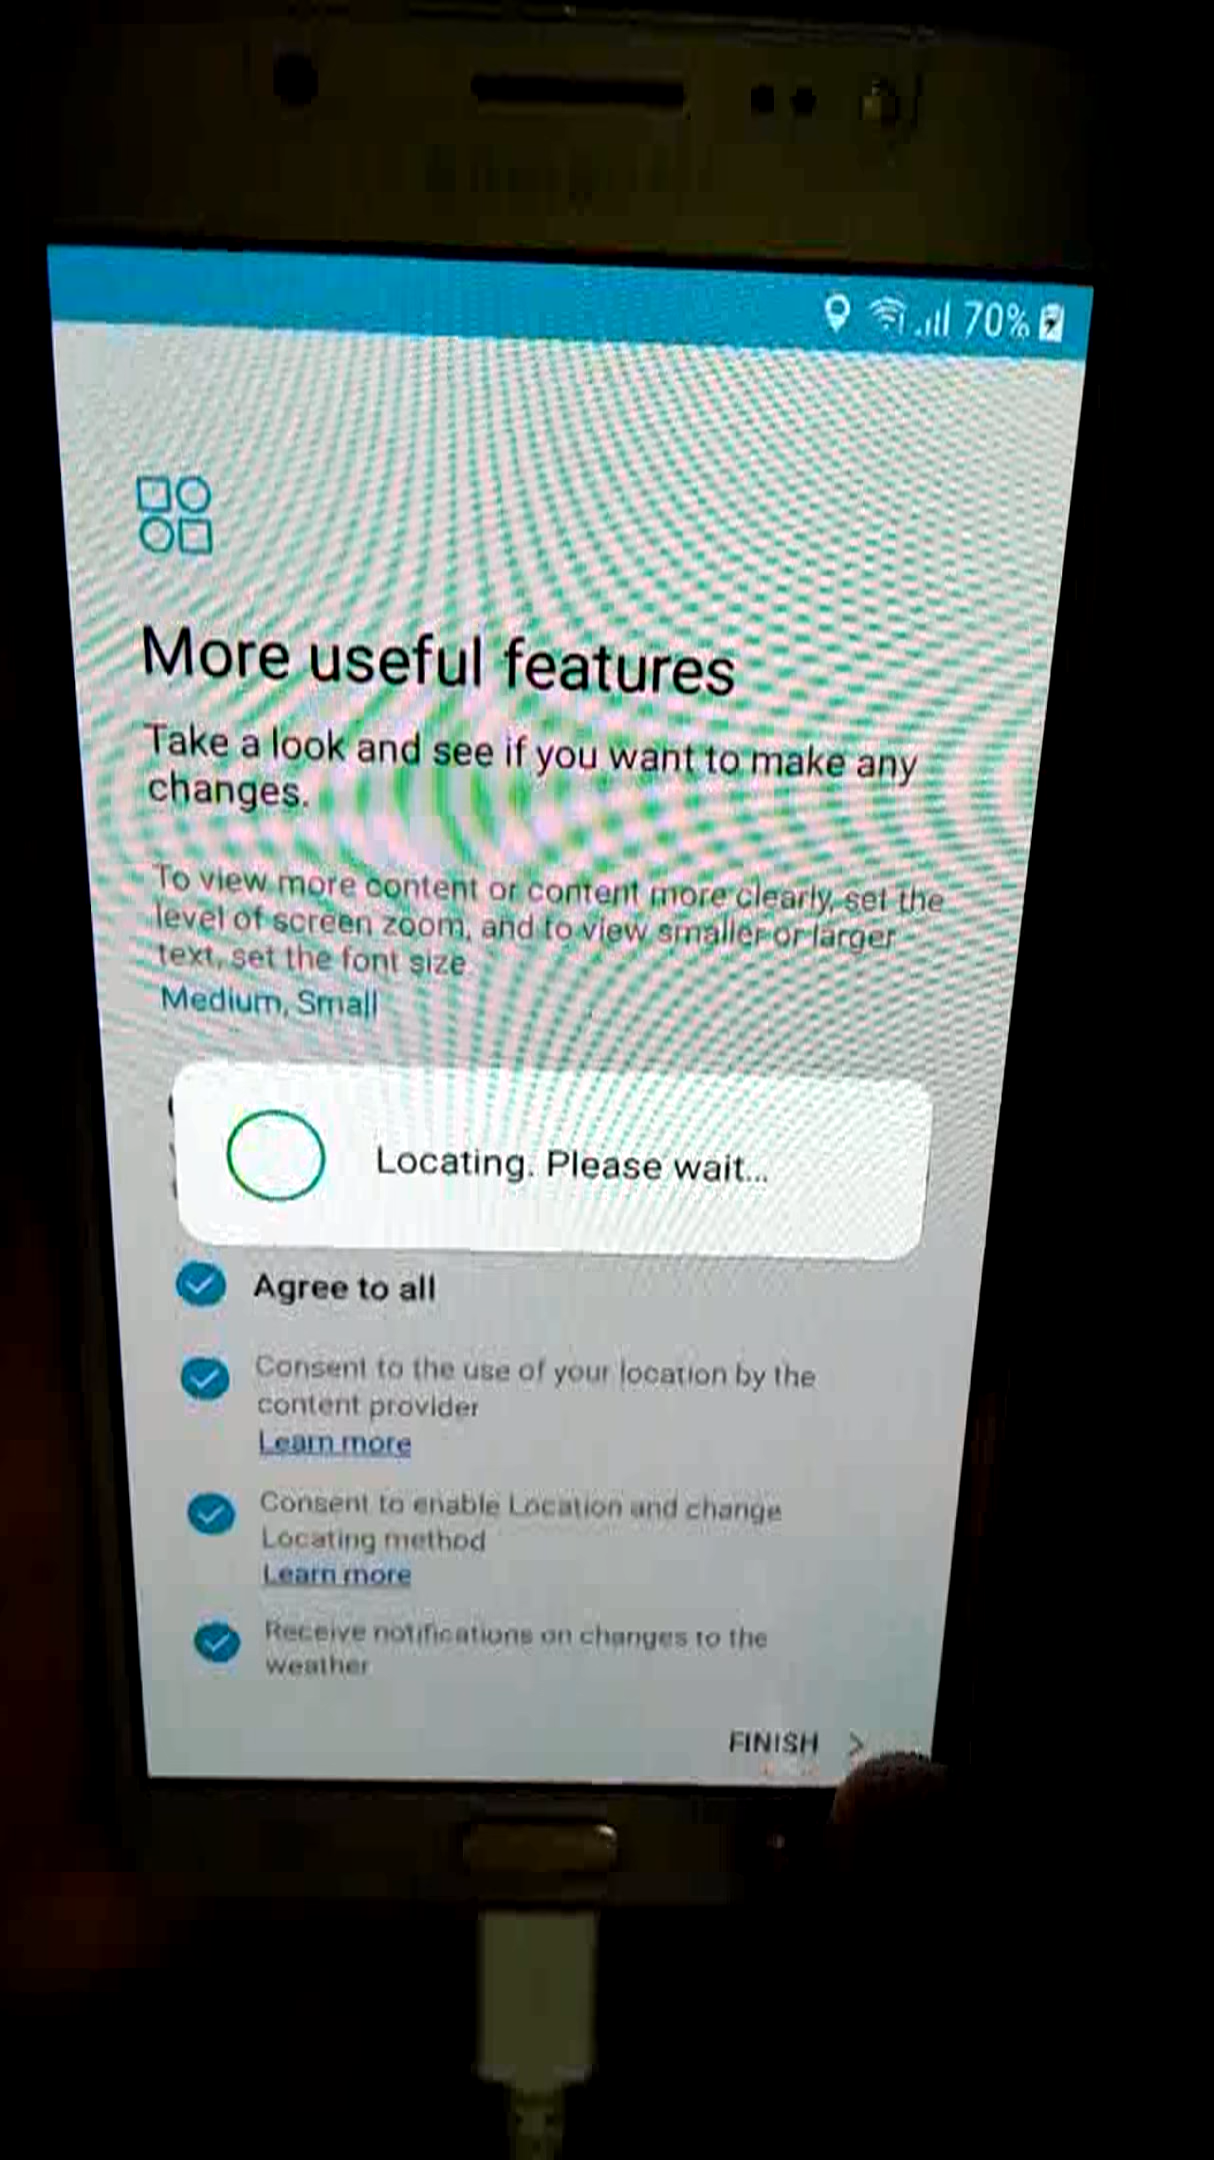 70%
More useful features
Take a look and see if you want to make any
changes.
To view more content or content more clearly, set the
level of screen zoom, and to view smaller or larger
text, set the font size.
Medium, Small
Locating. Please wait...
Agree to all
Consent to the use of your location by the
content provider
Learn more
Consent to enable Location and change
Locating method
Learn more
Receive notifications on changes to the
weather
FINISH >